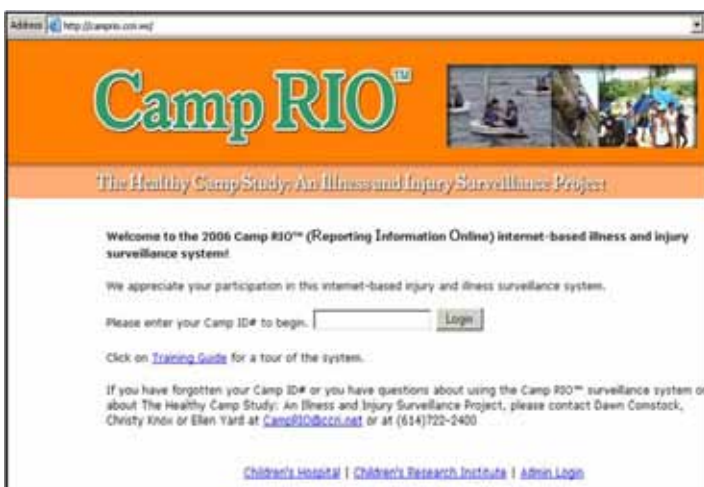 Address http://camprio.ccri.ws/
Camp RIO™
The Healthy Camp Study: An Illness and Injury Surveillance Project
Welcome to the 2006 Camp RIO™ (Reporting Information Online) internet-based illness and injury
surveillance system!
We appreciate your participation in this internet-based injury and illness surveillance system.
Please enter your Camp ID# to begin. Login
Click on Training Guide for a tour of the system.
If you have forgotten your Camp ID# or you have questions about using the Camp RIO™ surveillance system or
about The Healthy Camp Study: An Illness and Injury Surveillance Project, please contact Dawn Comstock,
Christy Knox or Ellen Yard at CampRIO@ccri.net or at (614)722-2400
Children's Hospital | Children's Research Institute | Admin Login